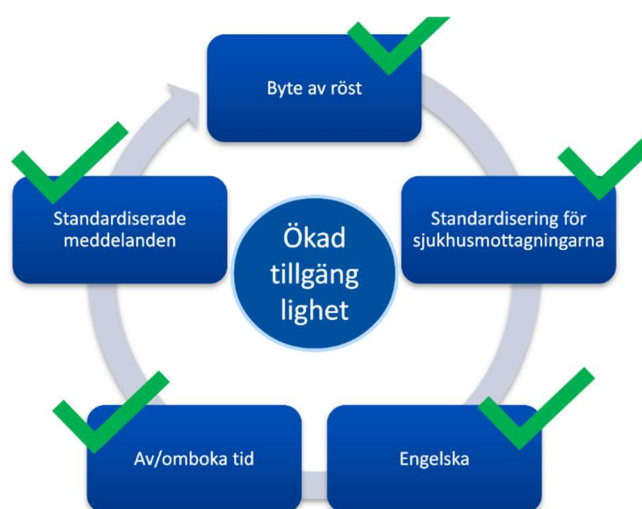 Byte av röst
Standardisering för
sjukhusmottagningarna
Engelska
Av/omboka tid
Standardiserade
meddelanden
Ökad
tillgäng
lighet